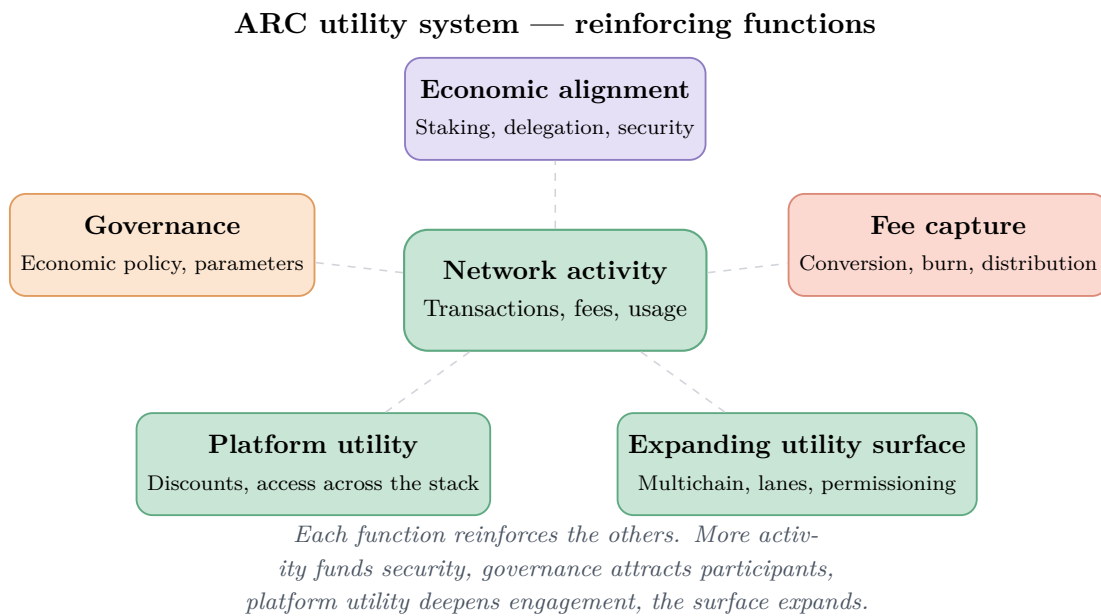 ARC utility system — reinforcing functions
Economic alignment
Staking, delegation, security
Governance
Economic policy, parameters
Fee capture
Conversion, burn, distribution
Network activity
Transactions, fees, usage
Platform utility
Discounts, access across the stack
Expanding utility surface
Multichain, lanes, permissioning
Each function reinforces the others. More activ-
ity funds security, governance attracts participants,
platform utility deepens engagement, the surface expands.